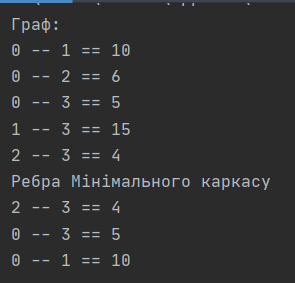 Граф:
0 -- 1 == 10
0 -- 2 == 6
0 -- 3 == 5
1 -- 3 == 15
2 -- 3 == 4
Ребра Мінімального каркасу
2 -- 3 == 4
0 -- 3 == 5
0 -- 1 == 10